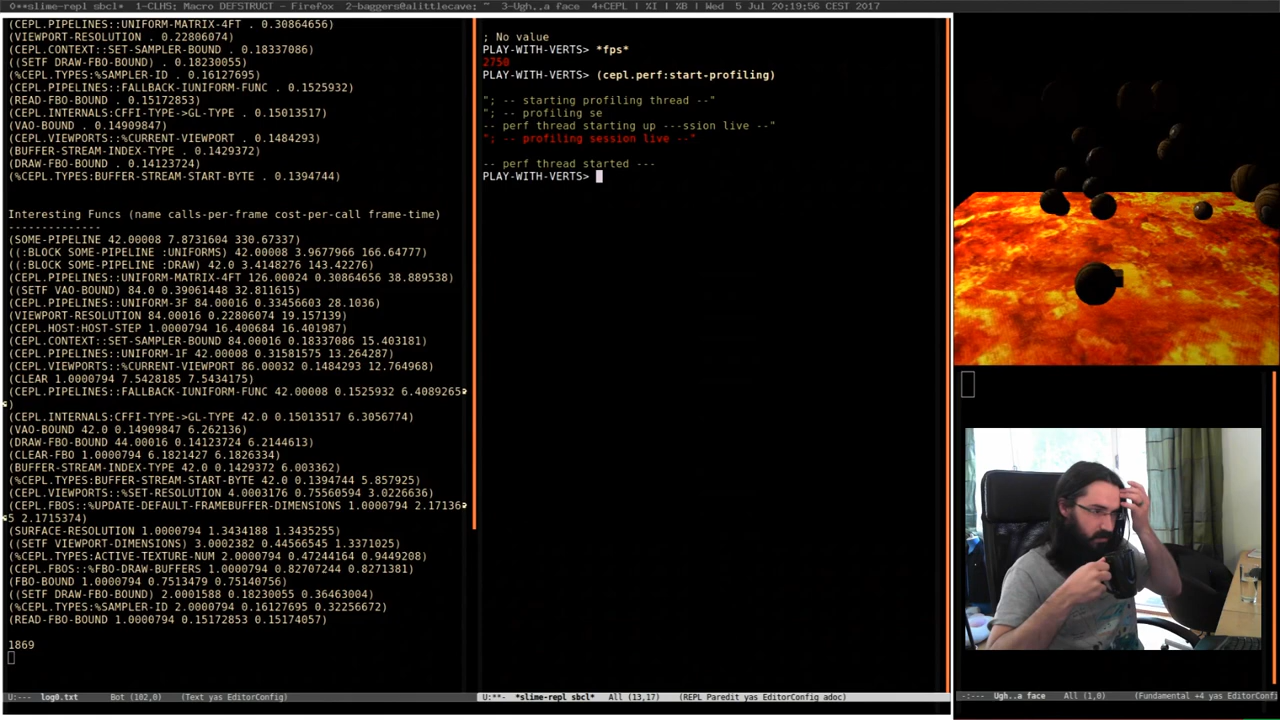 0**slime-repl sbcl*  1-CLHS: Macro DEFSTRUCT - Firefox  2-baggers@alittlecave: ~  3-Ugh..a face  4+CEPL | %I | %B | Wed  5 Jul 20:19:56 CEST 2017
(CEPL.PIPELINES::UNIFORM-MATRIX-4FT . 0.30864656)
(VIEWPORT-RESOLUTION . 0.22806074)
(CEPL.CONTEXT::SET-SAMPLER-BOUND . 0.18337086)
((SETF DRAW-FBO-BOUND) . 0.18230055)
(%CEPL.TYPES:%SAMPLER-ID . 0.16127695)
(CEPL.PIPELINES::FALLBACK-IUNIFORM-FUNC . 0.1525932)
(READ-FBO-BOUND . 0.15172853)
(CEPL.INTERNALS:CFFI-TYPE->GL-TYPE . 0.15013517)
(VAO-BOUND . 0.14909847)
(CEPL.VIEWPORTS::%CURRENT-VIEWPORT . 0.1484293)
(BUFFER-STREAM-INDEX-TYPE . 0.1429372)
(DRAW-FBO-BOUND . 0.14123724)
(%CEPL.TYPES:BUFFER-STREAM-START-BYTE . 0.1394744)
Interesting Funcs (name calls-per-frame cost-per-call frame-time)
--------------
(SOME-PIPELINE 42.00008 7.8731604 330.67337)
((:BLOCK SOME-PIPELINE :UNIFORMS) 42.00008 3.9677966 166.64777)
((:BLOCK SOME-PIPELINE :DRAW) 42.0 3.4148276 143.42276)
(CEPL.PIPELINES::UNIFORM-MATRIX-4FT 126.00024 0.30864656 38.889538)
((SETF VAO-BOUND) 84.0 0.39061448 32.811615)
(CEPL.PIPELINES::UNIFORM-3F 84.00016 0.33456603 28.1036)
(VIEWPORT-RESOLUTION 84.00016 0.22806074 19.157139)
(CEPL.HOST:HOST-STEP 1.0000794 16.400684 16.401987)
(CEPL.CONTEXT::SET-SAMPLER-BOUND 84.00016 0.18337086 15.403181)
(CEPL.PIPELINES::UNIFORM-1F 42.00008 0.31581575 13.264287)
(CEPL.VIEWPORTS::%CURRENT-VIEWPORT 86.00032 0.1484293 12.764968)
(CLEAR 1.0000794 7.5428185 7.5434175)
(CEPL.PIPELINES::FALLBACK-IUNIFORM-FUNC 42.00008 0.1525932 6.4089265
)
(CEPL.INTERNALS:CFFI-TYPE->GL-TYPE 42.0 0.15013517 6.3056774)
(VAO-BOUND 42.0 0.14909847 6.262136)
(DRAW-FBO-BOUND 44.00016 0.14123724 6.2144613)
(CLEAR-FBO 1.0000794 6.1821427 6.1826334)
(BUFFER-STREAM-INDEX-TYPE 42.0 0.1429372 6.003362)
(%CEPL.TYPES:BUFFER-STREAM-START-BYTE 42.0 0.1394744 5.857925)
(CEPL.VIEWPORTS::%SET-RESOLUTION 4.0003176 0.75560594 3.0226636)
(CEPL.FBOS::%UPDATE-DEFAULT-FRAMEBUFFER-DIMENSIONS 1.0000794 2.17136
5 2.1715374)
(SURFACE-RESOLUTION 1.0000794 1.3434188 1.3435255)
((SETF VIEWPORT-DIMENSIONS) 3.0002382 0.44566545 1.3371025)
(%CEPL.TYPES:ACTIVE-TEXTURE-NUM 2.0000794 0.47244164 0.9449208)
(CEPL.FBOS::%FBO-DRAW-BUFFERS 1.0000794 0.82707244 0.8271381)
(FBO-BOUND 1.0000794 0.7513479 0.75140756)
((SETF DRAW-FBO-BOUND) 2.0001588 0.18230055 0.36463004)
(%CEPL.TYPES:%SAMPLER-ID 2.0000794 0.16127695 0.32256672)
(READ-FBO-BOUND 1.0000794 0.15172853 0.15174057)
1869
U:---  log0.txt  Bot (102,0)  (Text yas EditorConfig)
; No value
PLAY-WITH-VERTS> *fps*
2750
PLAY-WITH-VERTS> (cepl.perf:start-profiling)
"; -- starting profiling thread --"
"; -- profiling se
-- perf thread starting up ---ssion live --"
"; -- profiling session live --"
-- perf thread started ---
PLAY-WITH-VERTS>
U:**-  *slime-repl sbcl*  All (13,17)  (REPL Paredit yas EditorConfig adoc)
-:---  Ugh..a face  All (1,0)  (Fundamental +4 yas EditorConfi